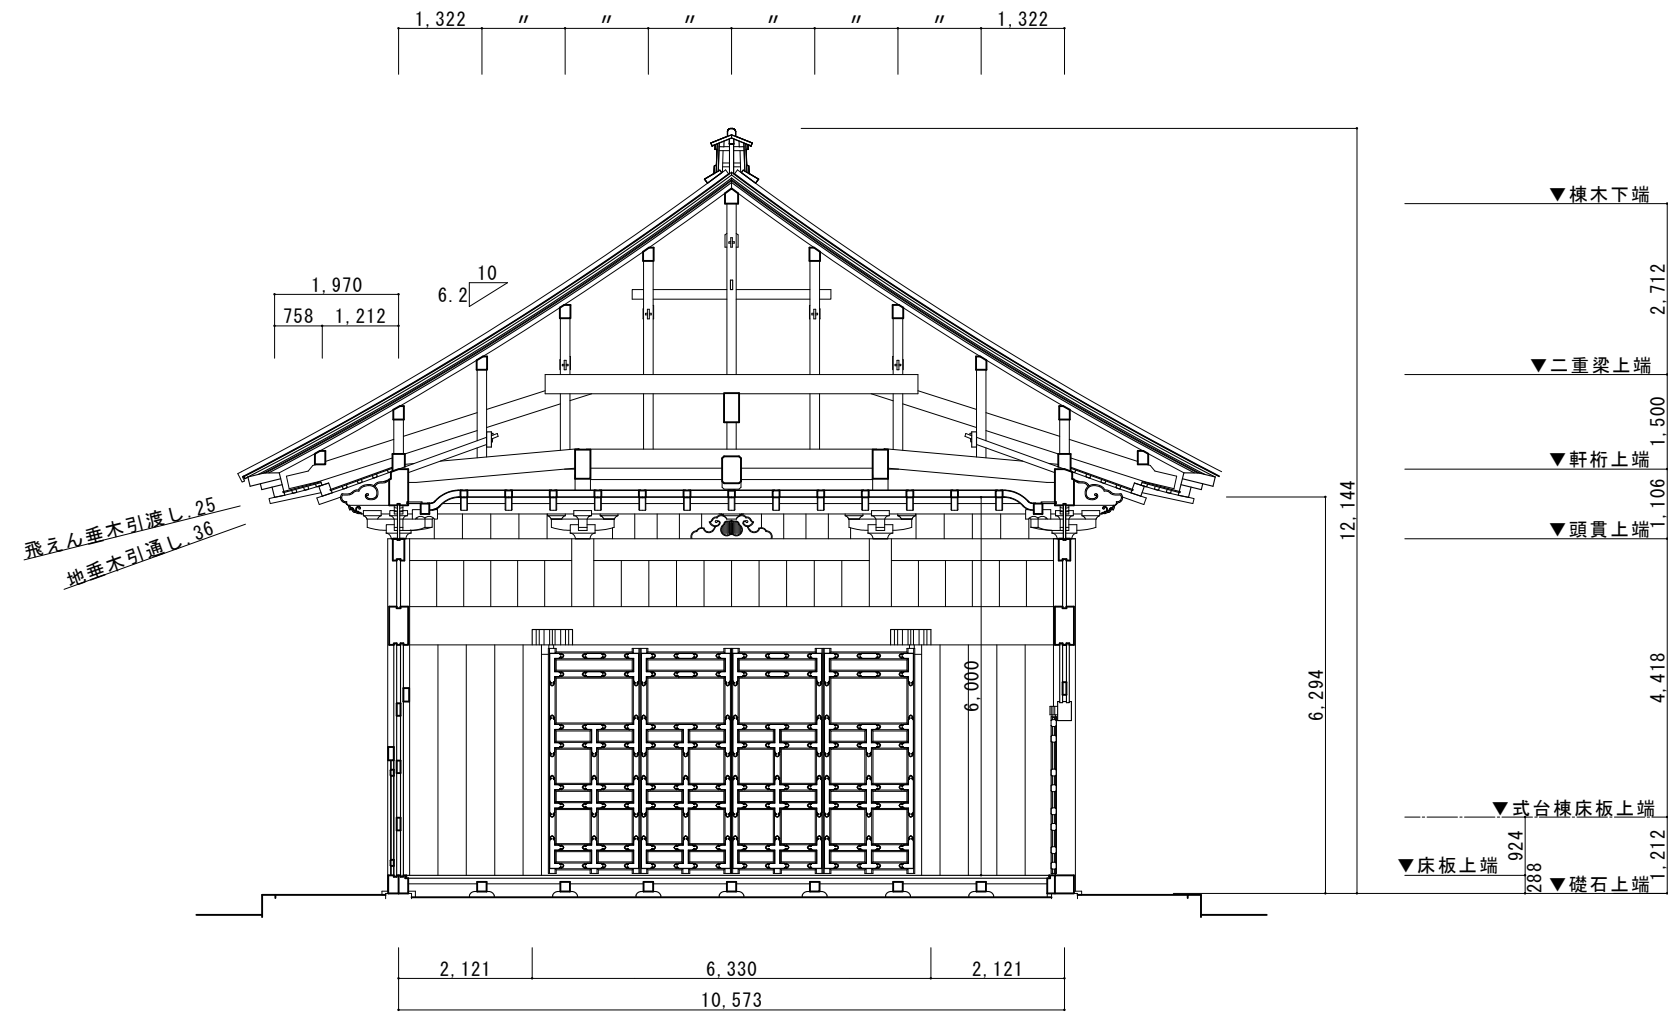 1,322 〃 〃 〃 〃 〃 〃 1,322
▼棟木下端
10
6.2
1,970
758 1,212
2,712
▼二重梁上端
1,500
▼軒桁上端
1,106
▼頭貫上端
飛えん垂木引渡し.25
地垂木引通し.36
12,144
6,294
6,000
4,418
▼式台棟床板上端
924
1,212
▼床板上端
288
▼礎石上端
2,121 6,330 2,121
10,573